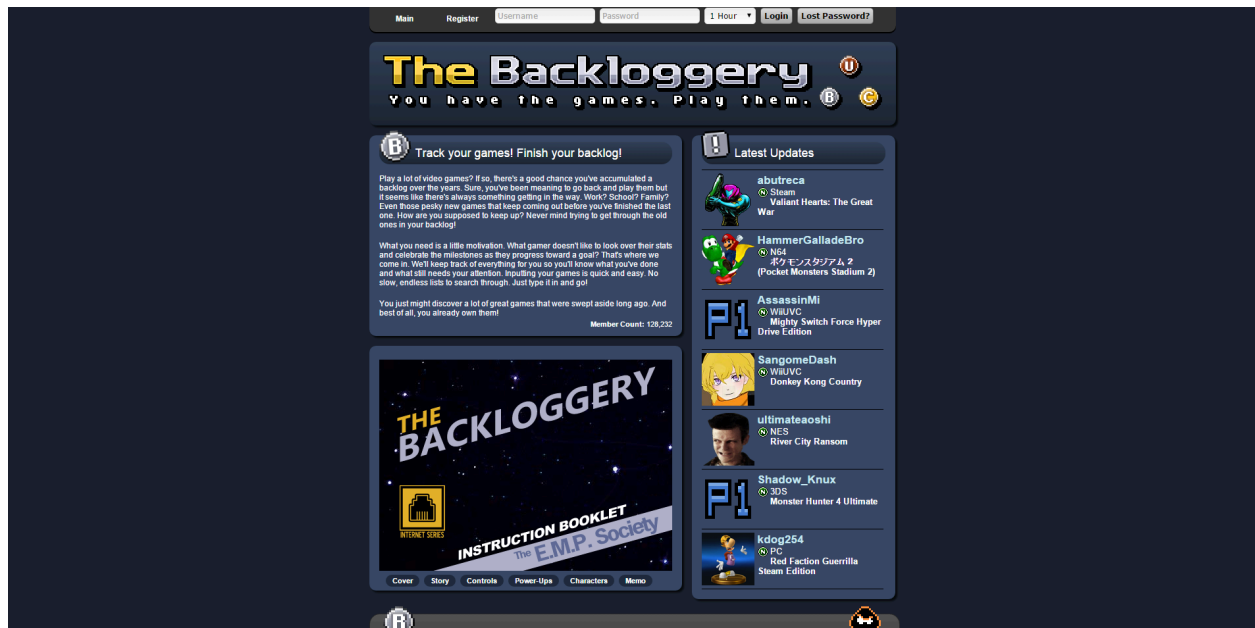 Main Register Username Password 1 Hour Login Lost Password?
The Backloggery
You have the games. Play them.
U
B
C
B
Track your games! Finish your backlog!
Play a lot of video games? If so, there's a good chance you've accumulated a
backlog over the years. Sure, you've been meaning to go back and play them but
it seems like there's always something getting in the way. Work? School? Family?
Even those pesky new games that keep coming out before you've finished the last
one. How are you supposed to keep up? Never mind trying to get through the old
ones in your backlog!
What you need is a little motivation. What gamer doesn't like to look over their stats
and celebrate the milestones as they progress toward a goal? That's where we
come in. We'll keep track of everything for you so you'll know what you've done
and what still needs your attention. Inputting your games is quick and easy. No
slow, endless lists to search through. Just type it in and go!
You just might discover a lot of great games that were swept aside long ago. And
best of all, you already own them!
Member Count: 128,232
THE
BACKLOGGERY
INTERNET SERIES
INSTRUCTION BOOKLET
The E.M.P. Society
Cover Story Controls Power-Ups Characters Memo
!
Latest Updates
abutreca
N Steam
Valiant Hearts: The Great
War
HammerGalladeBro
N N64
ポケモンスタジアム 2
(Pocket Monsters Stadium 2)
P1
AssassinMi
N WiiUVC
Mighty Switch Force Hyper
Drive Edition
SangomeDash
N WiiUVC
Donkey Kong Country
ultimateaoshi
N NES
River City Ransom
P1
Shadow_Knux
N 3DS
Monster Hunter 4 Ultimate
kdog254
N PC
Red Faction Guerrilla
Steam Edition
B